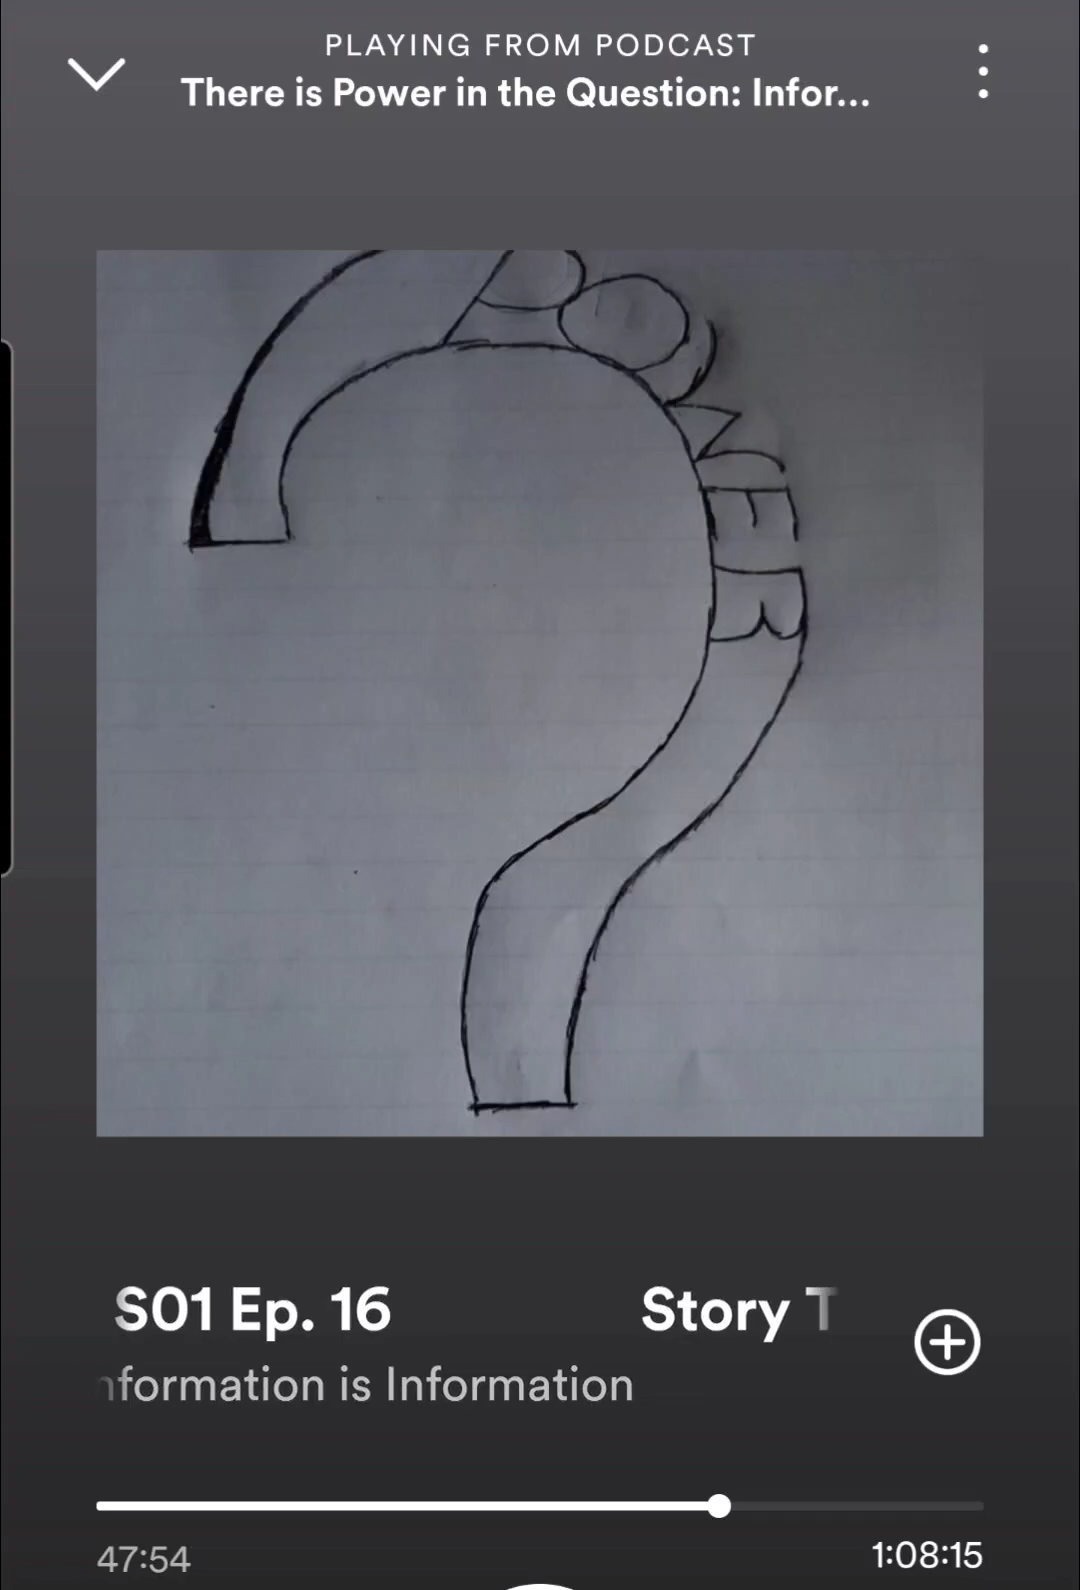 PLAYING FROM PODCAST
There is Power in the Question: Infor...
POWER
S01 Ep. 16 Story T
nformation is Information
47:54 1:08:15